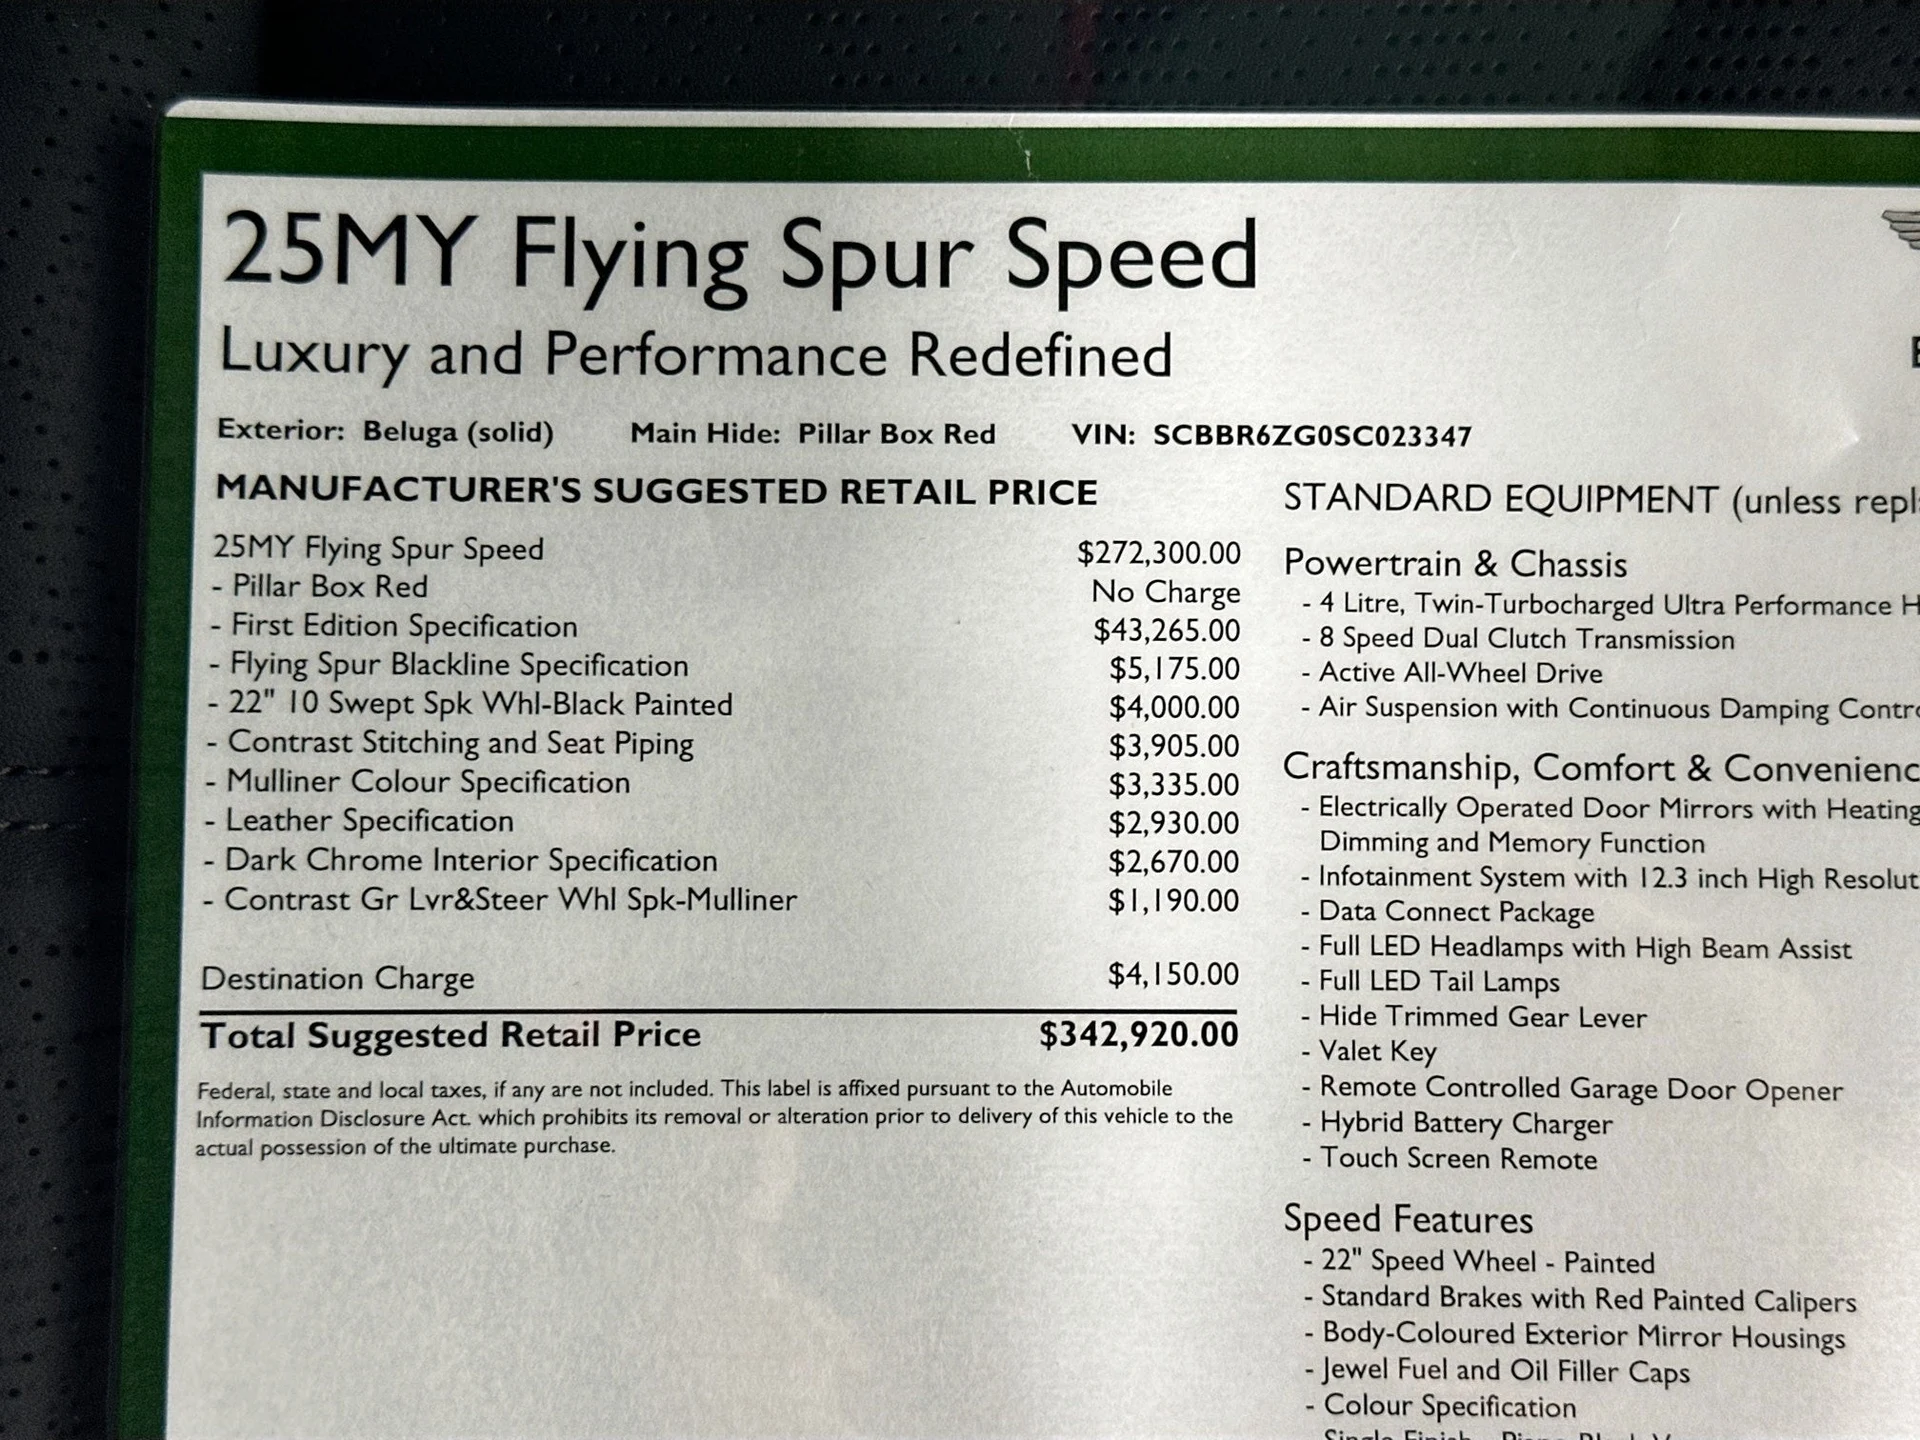 25MY Flying Spur Speed
Luxury and Performance Redefined
Exterior: Beluga (solid) Main Hide: Pillar Box Red VIN: SCBBR6ZG0SC023347
MANUFACTURER'S SUGGESTED RETAIL PRICE
25MY Flying Spur Speed $272,300.00
- Pillar Box Red No Charge
- First Edition Specification $43,265.00
- Flying Spur Blackline Specification $5,175.00
- 22" 10 Swept Spk Whl-Black Painted $4,000.00
- Contrast Stitching and Seat Piping $3,905.00
- Mulliner Colour Specification $3,335.00
- Leather Specification $2,930.00
- Dark Chrome Interior Specification $2,670.00
- Contrast Gr Lvr&Steer Whl Spk-Mulliner $1,190.00
Destination Charge $4,150.00
Total Suggested Retail Price $342,920.00
Federal, state and local taxes, if any are not included. This label is affixed pursuant to the Automobile
Information Disclosure Act. which prohibits its removal or alteration prior to delivery of this vehicle to the
actual possession of the ultimate purchase.
STANDARD EQUIPMENT (unless
Powertrain & Chassis
- 4 Litre, Twin-Turbocharged Ultra Performance
- 8 Speed Dual Clutch Transmission
- Active All-Wheel Drive
- Air Suspension with Continuous Damping
Craftsmanship, Comfort &
- Electrically Operated Door Mirrors with Heating
Dimming and Memory Function
- Infotainment System with 12.3 inch High
- Data Connect Package
- Full LED Headlamps with High Beam Assist
- Full LED Tail Lamps
- Hide Trimmed Gear Lever
- Valet Key
- Remote Controlled Garage Door Opener
- Hybrid Battery Charger
- Touch Screen Remote
Speed Features
- 22" Speed Wheel - Painted
- Standard Brakes with Red Painted Calipers
- Body-Coloured Exterior Mirror Housings
- Jewel Fuel and Oil Filler Caps
- Colour Specification